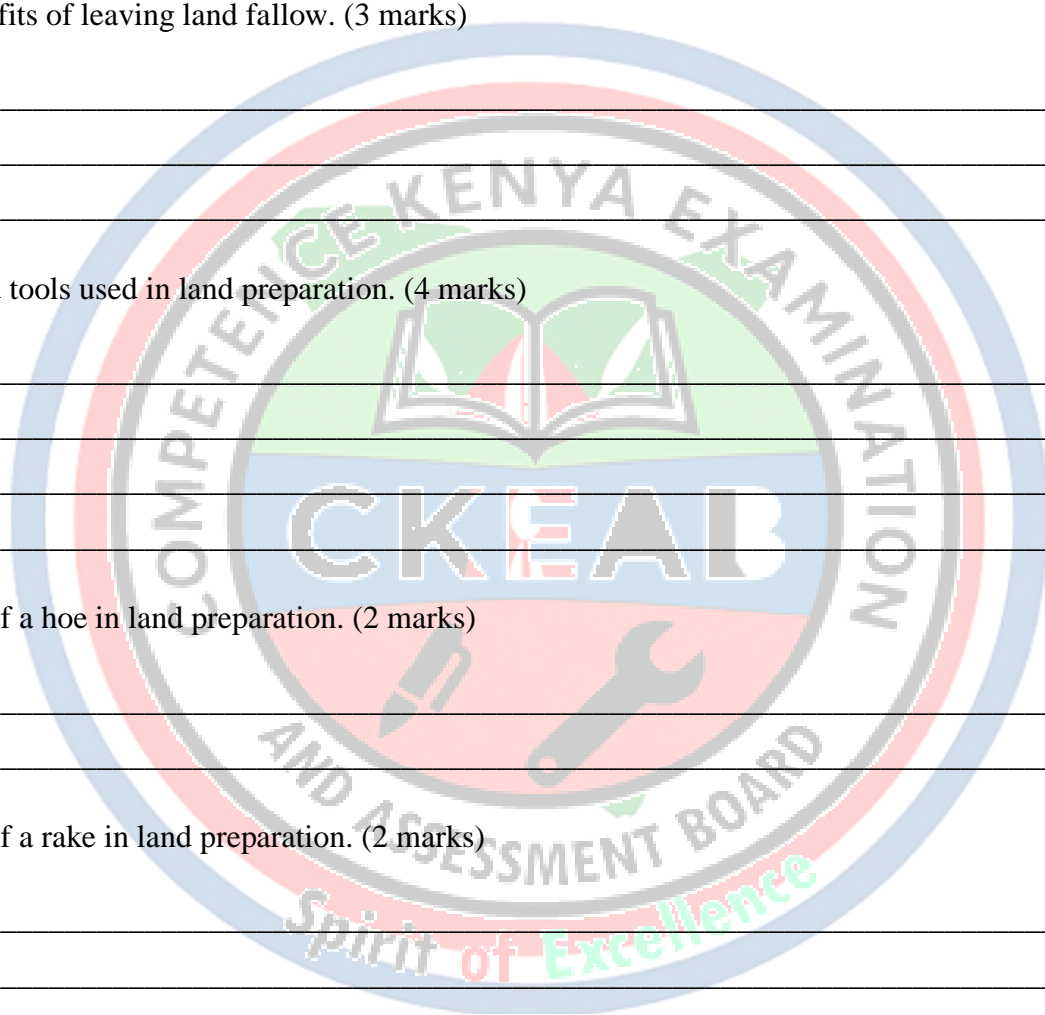 fits of leaving land fallow. (3 marks)
tools used in land preparation. (4 marks)
f a hoe in land preparation. (2 marks)
f a rake in land preparation. (2 marks)
COMPETENCE KENYA EXAMINATION
CKEAB
AND ASSESSMENT BOARD
Spirit of Excellence